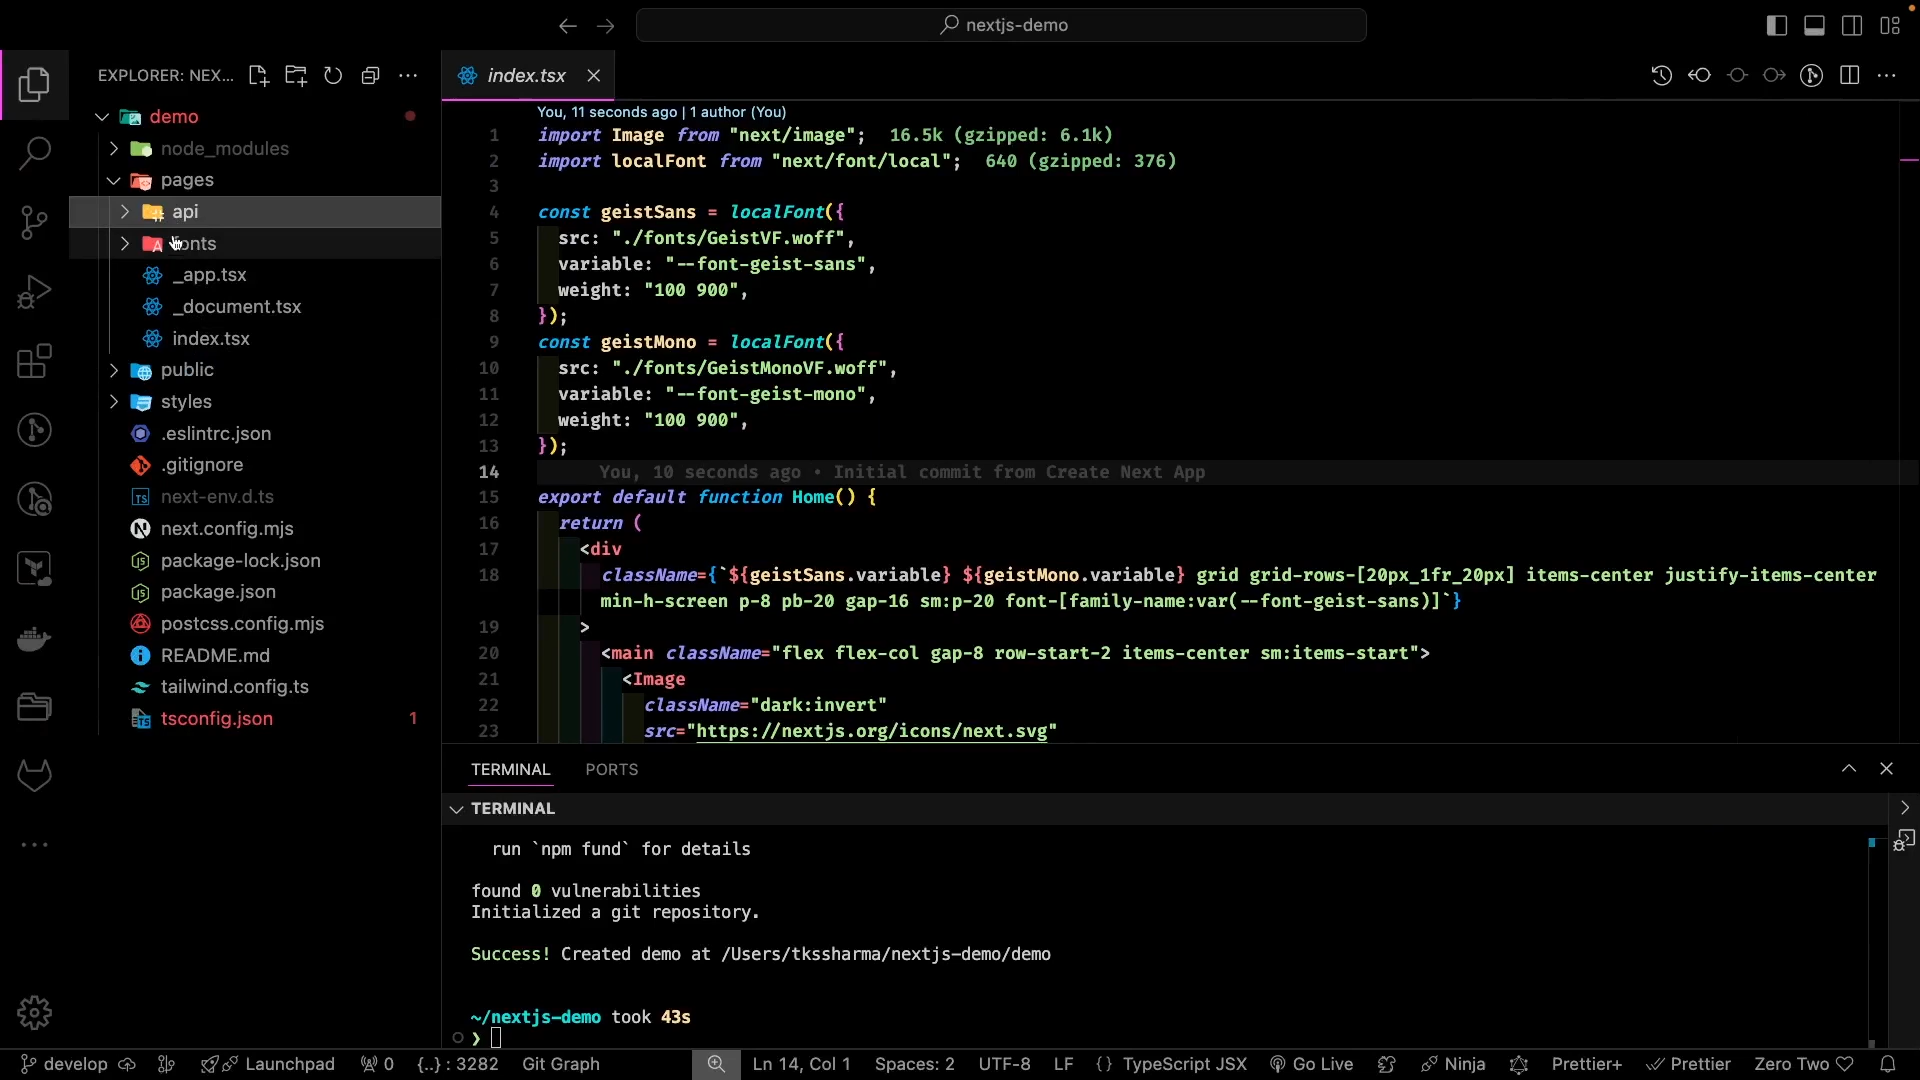 nextjs-demo
EXPLORER: NEX...
demo
node_modules
pages
api
fonts
_app.tsx
_document.tsx
index.tsx
public
styles
.eslintrc.json
.gitignore
next-env.d.ts
next.config.mjs
package-lock.json
package.json
postcss.config.mjs
README.md
tailwind.config.ts
tsconfig.json 1
index.tsx
You, 11 seconds ago | 1 author (You)
1 import Image from "next/image"; 16.5k (gzipped: 6.1k)
2 import localFont from "next/font/local"; 640 (gzipped: 376)
3
4 const geistSans = localFont({
5 src: "./fonts/GeistVF.woff",
6 variable: "--font-geist-sans",
7 weight: "100 900",
8 });
9 const geistMono = localFont({
10 src: "./fonts/GeistMonoVF.woff",
11 variable: "--font-geist-mono",
12 weight: "100 900",
13 });
14 You, 10 seconds ago • Initial commit from Create Next App
15 export default function Home() {
16 return (
17 <div
18 className={`${geistSans.variable} ${geistMono.variable} grid grid-rows-[20px_1fr_20px] items-center justify-items-center
min-h-screen p-8 pb-20 gap-16 sm:p-20 font-[family-name:var(--font-geist-sans)]`}
19 >
20 <main className="flex flex-col gap-8 row-start-2 items-center sm:items-start">
21 <Image
22 className="dark:invert"
23 src="https://nextjs.org/icons/next.svg"
TERMINAL PORTS
TERMINAL
run `npm fund` for details
found 0 vulnerabilities
Initialized a git repository.
Success! Created demo at /Users/tkssharma/nextjs-demo/demo
~/nextjs-demo took 43s
❯
develop Launchpad 0 {..} : 3282 Git Graph Ln 14, Col 1 Spaces: 2 UTF-8 LF {} TypeScript JSX Go Live Ninja Prettier+ Prettier Zero Two